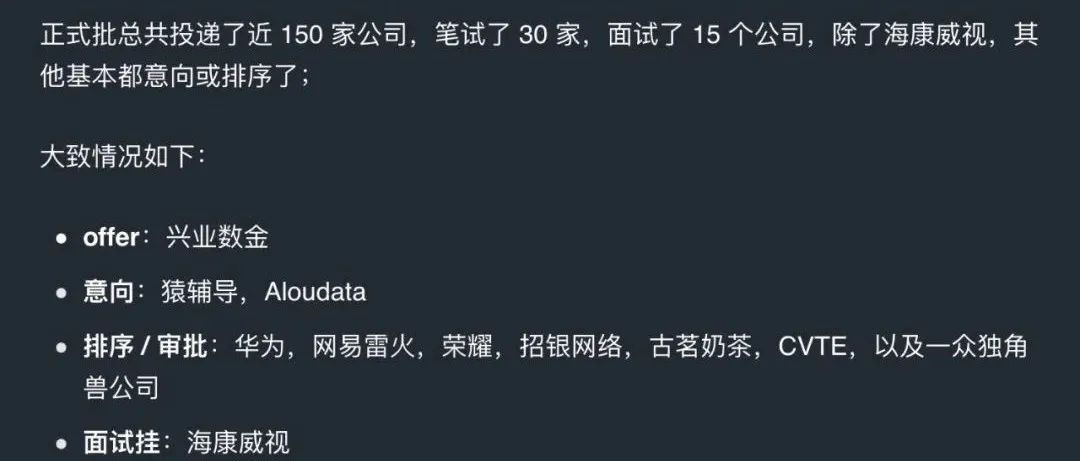 正式批总共投递了近 150 家公司，笔试了 30 家，面试了 15 个公司，除了海康威视，其
他基本都意向或排序了；
大致情况如下：
• offer：兴业数金
• 意向：猿辅导，Aloudata
• 排序 / 审批：华为，网易雷火，荣耀，招银网络，古茗奶茶，CVTE，以及一众独角
兽公司
• 面试挂：海康威视